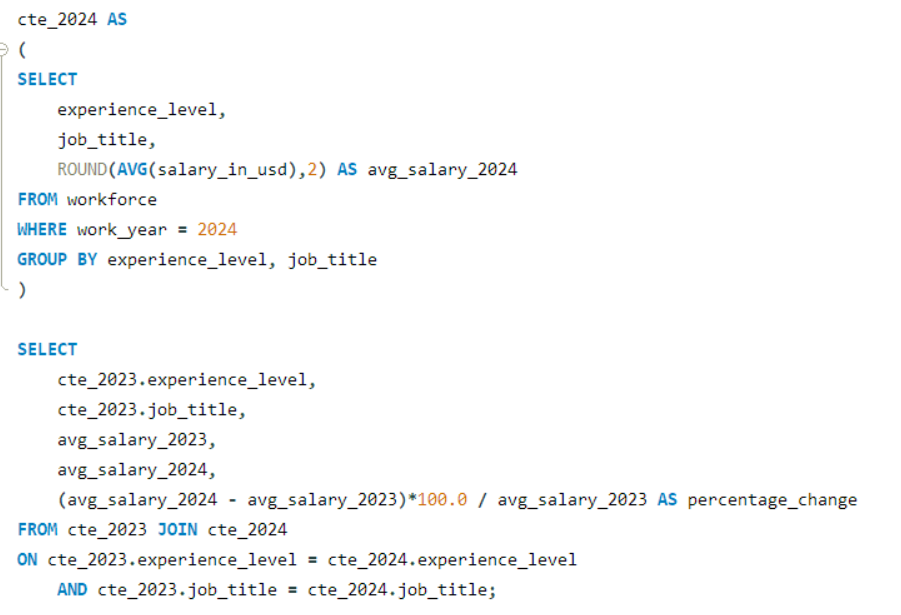 cte_2024 AS
(
SELECT
    experience_level,
    job_title,
    ROUND(AVG(salary_in_usd),2) AS avg_salary_2024
FROM workforce
WHERE work_year = 2024
GROUP BY experience_level, job_title
)

SELECT
    cte_2023.experience_level,
    cte_2023.job_title,
    avg_salary_2023,
    avg_salary_2024,
    (avg_salary_2024 - avg_salary_2023)*100.0 / avg_salary_2023 AS percentage_change
FROM cte_2023 JOIN cte_2024
ON cte_2023.experience_level = cte_2024.experience_level
    AND cte_2023.job_title = cte_2024.job_title;